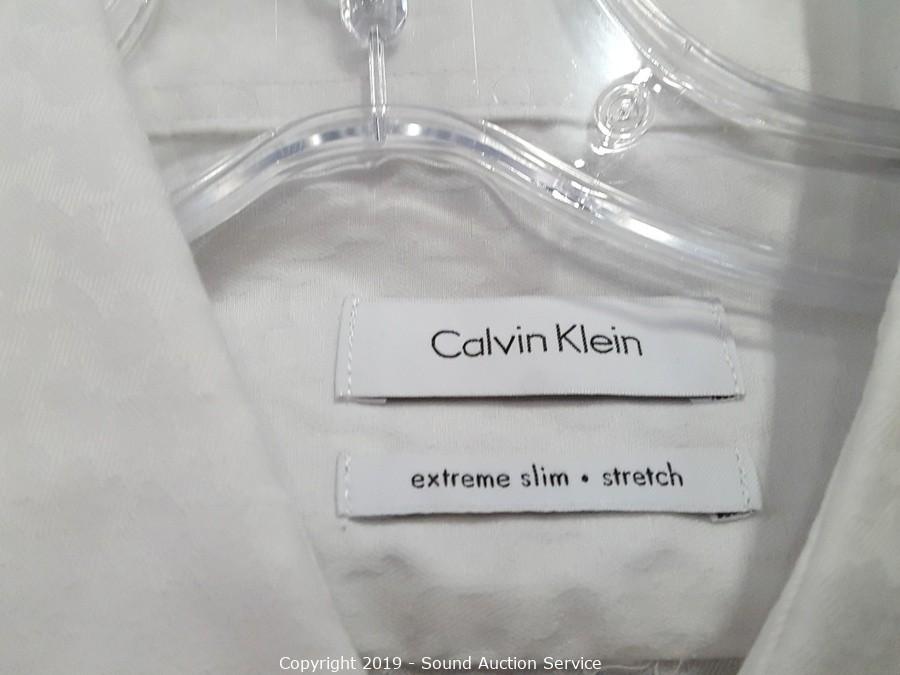 Calvin Klein
extreme slim • stretch
Copyright 2019 - Sound Auction Service